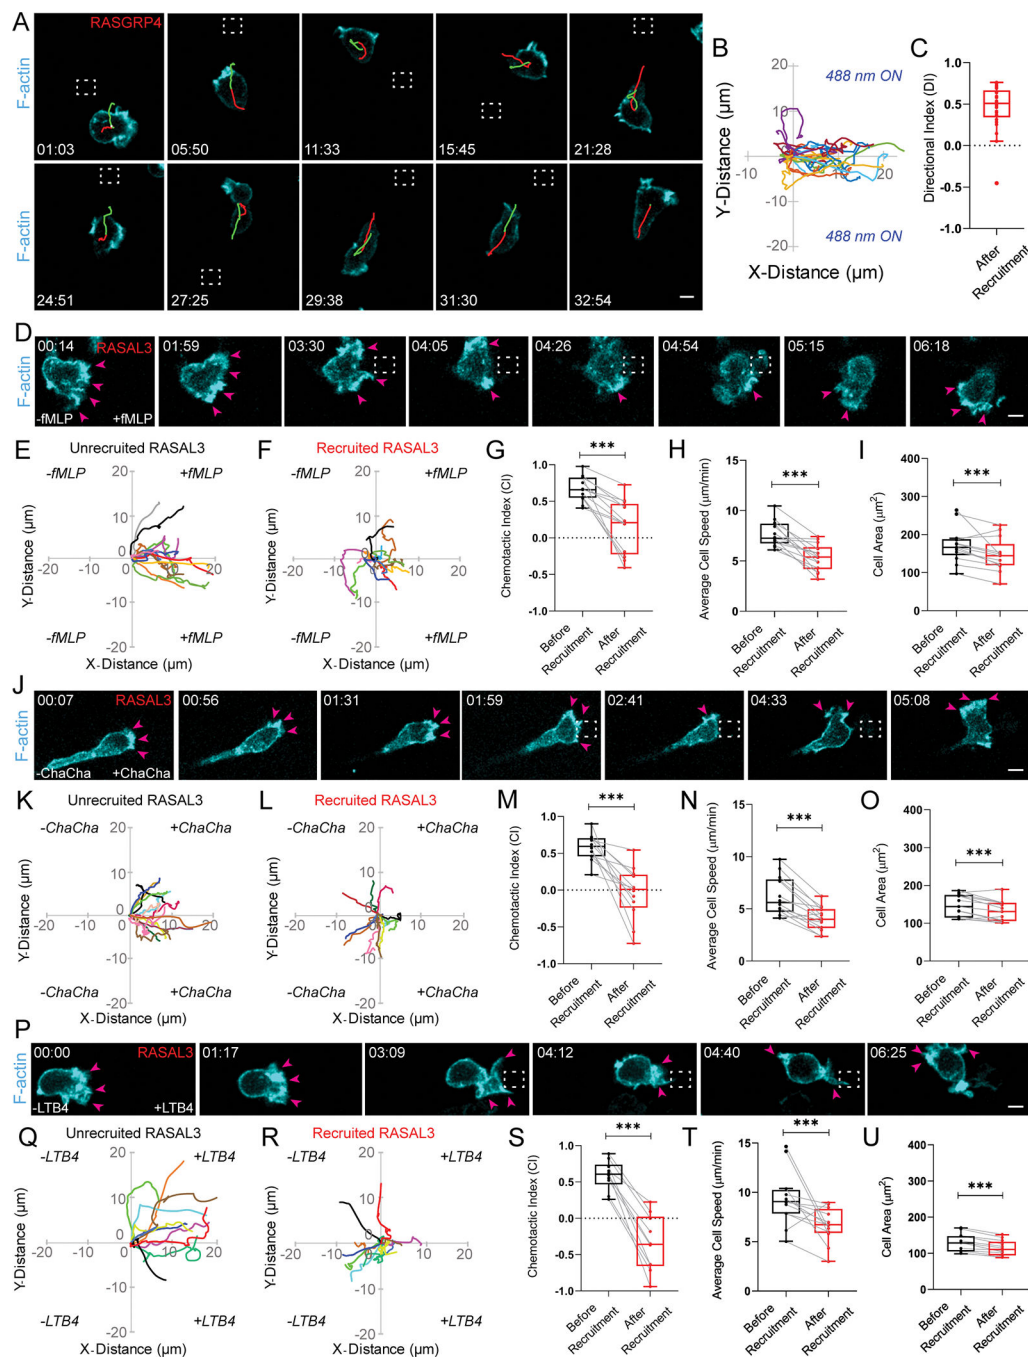 A
RASGRP4
F-actin
01:03
05:50
11:33
15:45
21:28
F-actin
24:51
27:25
29:38
31:30
32:54
B
Y-Distance (µm)
20
10
-10
-20
-10
0
10
20
488 nm ON
488 nm ON
X-Distance (µm)
C
Directional Index (DI)
1.0
0.5
0.0
0.5
-1.0
After
Recruitment
D
F-actin
00:14
RASAL3
-fMLP
+fMLP
01:59
03:30
04:05
04:26
04:54
05:15
06:18
E
Unrecruited RASAL3
-fMLP
+fMLP
Y-Distance (µm)
20
10
0
10
20
-10
-20
-fMLP
+fMLP
X-Distance (µm)
F
Recruited RASAL3
-fMLP
+fMLP
Y-Distance (µm)
20
10
0
10
20
-10
-20
-fMLP
+fMLP
X-Distance (µm)
G
***
Chemotactic Index (CI)
1.0
0.5
0.0
-0.5
-1.0
Before
Recruitment
After
Recruitment
H
***
Average Cell Speed (µm/min)
15
10
5
0
Before
Recruitment
After
Recruitment
I
***
Cell Area (µm²)
400
300
200
100
0
Before
Recruitment
After
Recruitment
J
F-actin
00:07
RASAL3
-ChaCha
+ChaCha
00:56
01:31
01:59
02:41
04:33
05:08
K
Unrecruited RASAL3
-ChaCha
+ChaCha
Y-Distance (µm)
20
10
0
10
20
-10
-20
-ChaCha
+ChaCha
X-Distance (µm)
L
Recruited RASAL3
-ChaCha
+ChaCha
Y-Distance (µm)
20
10
0
10
20
-10
-20
-ChaCha
+ChaCha
X-Distance (µm)
M
***
Chemotactic Index (CI)
1.0
0.5
0.0
-0.5
-1.0
Before
Recruitment
After
Recruitment
N
***
Average Cell Speed (µm/min)
15
10
5
0
Before
Recruitment
After
Recruitment
O
***
Cell Area (µm²)
400
300
200
100
0
Before
Recruitment
After
Recruitment
P
F-actin
00:00
RASAL3
-LTB4
+LTB4
01:17
03:09
04:12
04:40
06:25
Q
Unrecruited RASAL3
-LTB4
+LTB4
Y-Distance (µm)
20
10
0
10
20
-10
-20
-LTB4
+LTB4
X-Distance (µm)
R
Recruited RASAL3
-LTB4
+LTB4
Y-Distance (µm)
20
10
0
10
20
-10
-20
-LTB4
+LTB4
X-Distance (µm)
S
***
Chemotactic Index (CI)
1.0
0.5
0.0
-0.5
-1.0
Before
Recruitment
After
Recruitment
T
***
Average Cell Speed (µm/min)
15
10
5
0
Before
Recruitment
After
Recruitment
U
***
Cell Area (µm²)
400
300
200
100
0
Before
Recruitment
After
Recruitment